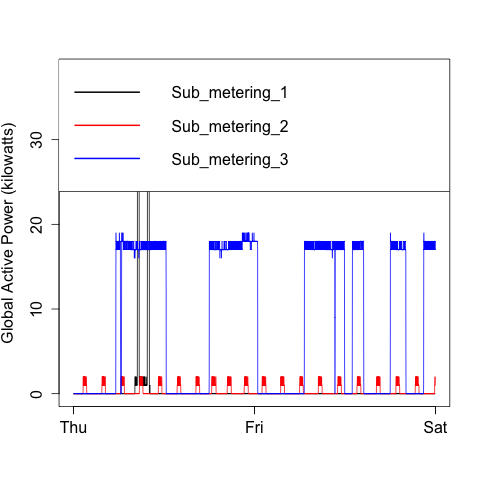 Sub_metering_1
Sub_metering_2
Sub_metering_3
Global Active Power (kilowatts)
30
20
10
0
Thu Fri Sat